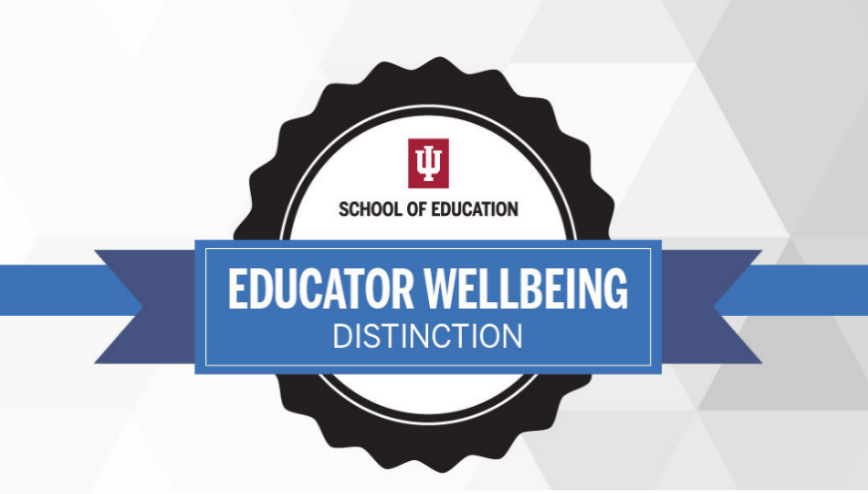 SCHOOL OF EDUCATION
EDUCATOR WELLBEING
DISTINCTION